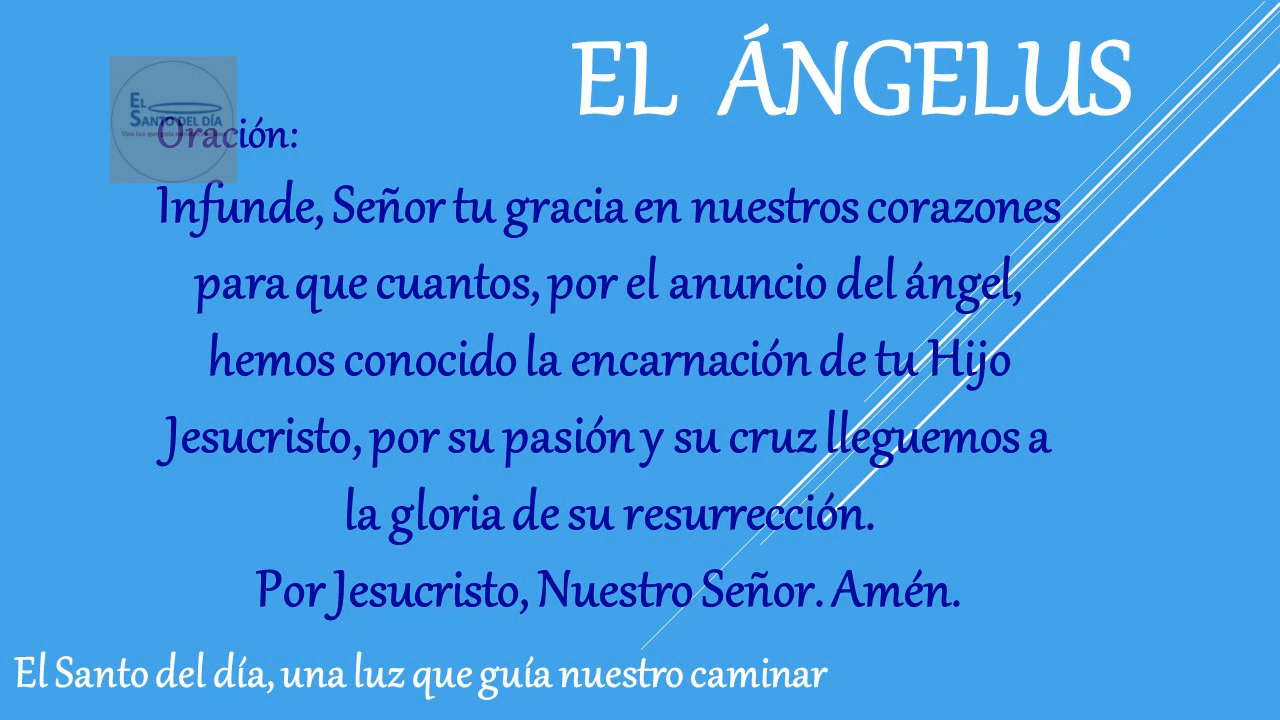 EL ÁNGELUS
EL
SANTO DEL DÍA
Oración:
Infunde, Señor tu gracia en nuestros corazones
para que cuantos, por el anuncio del ángel,
hemos conocido la encarnación de tu Hijo
Jesucristo, por su pasión y su cruz lleguemos a
la gloria de su resurrección.
Por Jesucristo, Nuestro Señor. Amén.
El Santo del día, una luz que guía nuestro caminar